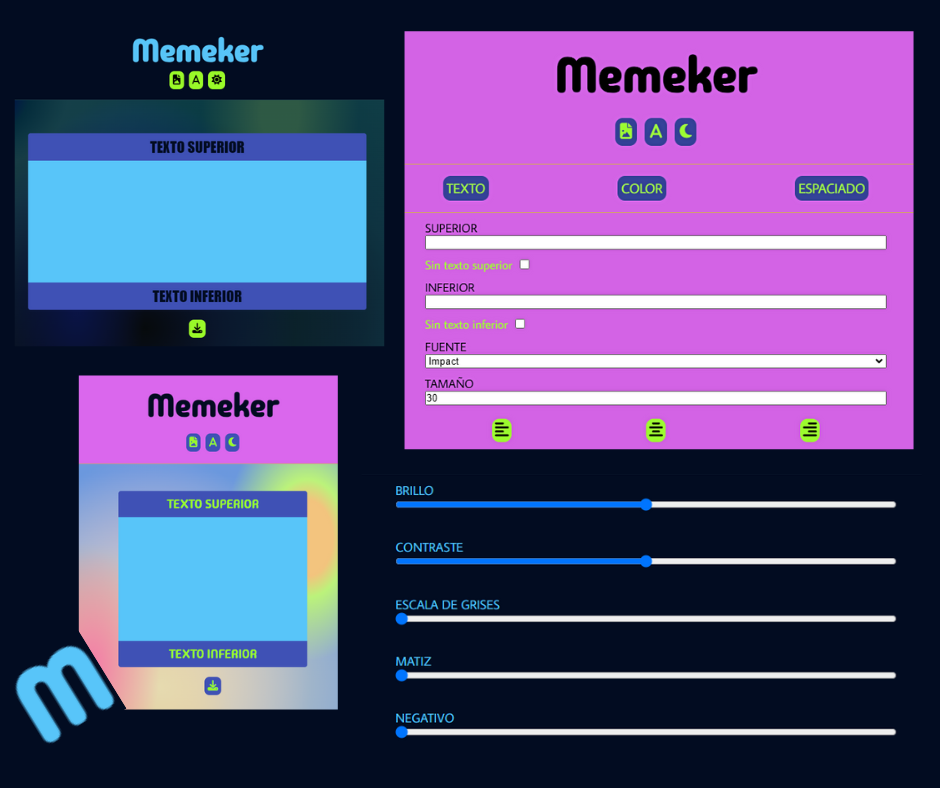 Memeker
A
TEXTO SUPERIOR
TEXTO INFERIOR
Memeker
A
TEXTO SUPERIOR
TEXTO INFERIOR
m
Memeker
A
TEXTO COLOR ESPACIADO
SUPERIOR
Sin texto superior
INFERIOR
Sin texto inferior
FUENTE
Impact
TAMAÑO
30
BRILLO
CONTRASTE
ESCALA DE GRISES
MATIZ
NEGATIVO